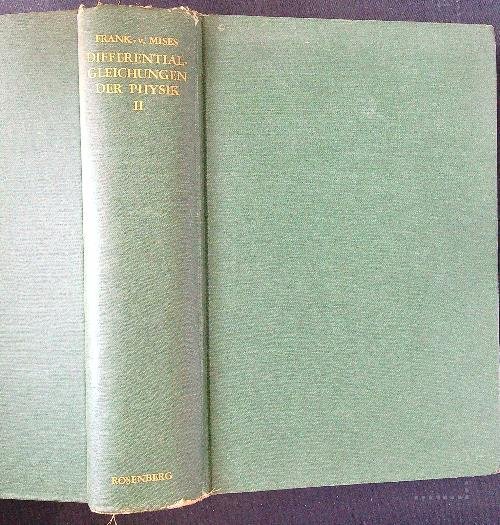 FRANK-v. MISES
DIFFERENTIAL-
GLEICHUNGEN
DER PHYSIK
II
ROSENBERG